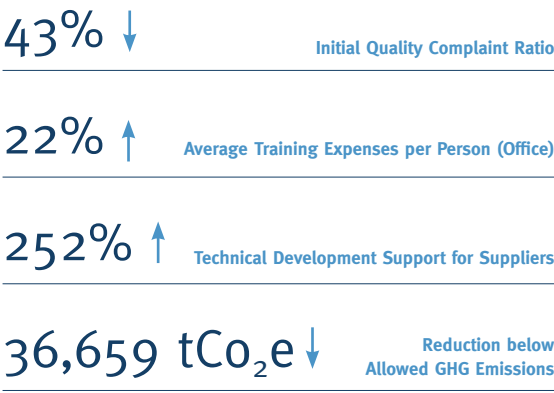 43% ↓ Initial Quality Complaint Ratio
22% ↑ Average Training Expenses per Person (Office)
252% ↑ Technical Development Support for Suppliers
36,659 tCo₂e ↓ Reduction below
Allowed GHG Emissions